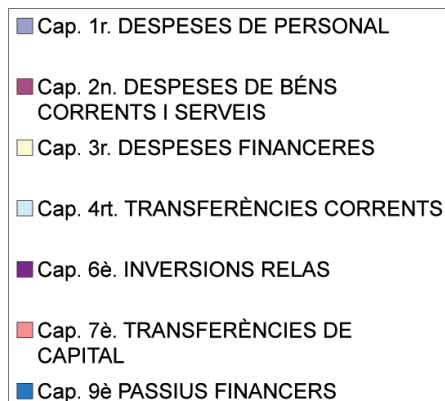 Cap. 1r. DESPESES DE PERSONAL
Cap. 2n. DESPESES DE BÉNS
CORRENTS I SERVEIS
Cap. 3r. DESPESES FINANCERES
Cap. 4rt. TRANSFERÈNCIES CORRENTS
Cap. 6è. INVERSIONS RELAS
Cap. 7è. TRANSFERÈNCIES DE
CAPITAL
Cap. 9è PASSIUS FINANCERS